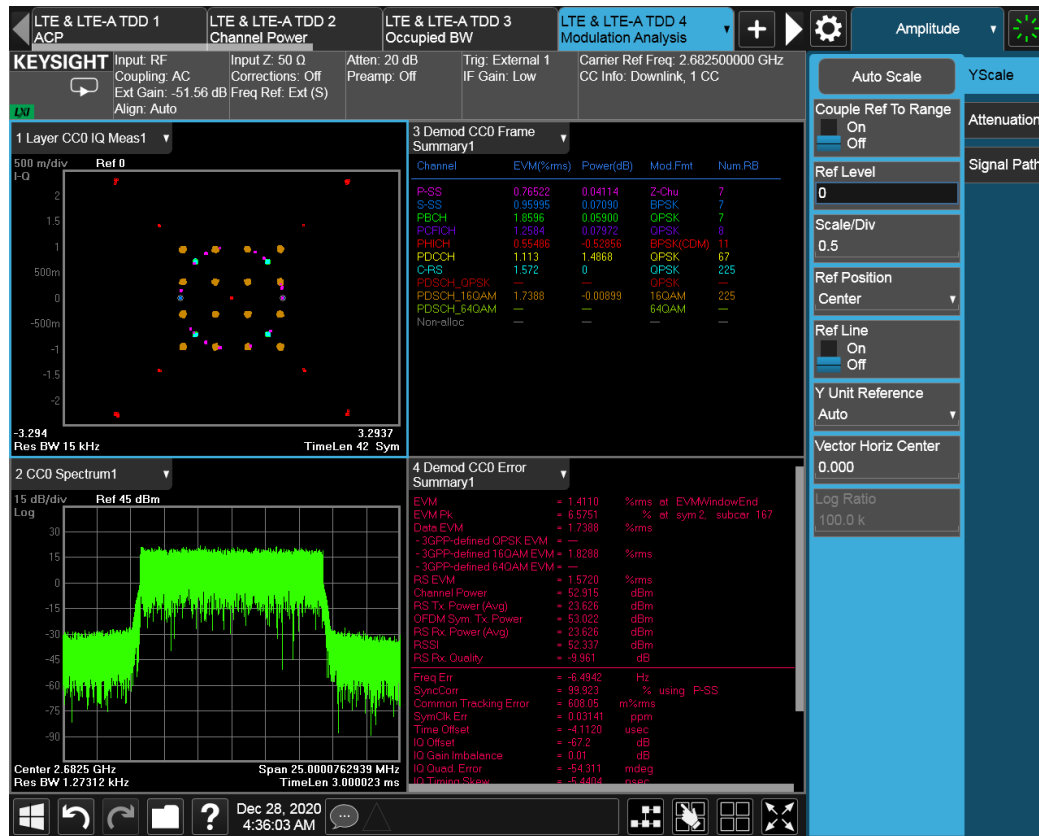 LTE & LTE-A TDD 1
ACP
LTE & LTE-A TDD 2
Channel Power
LTE & LTE-A TDD 3
Occupied BW
LTE & LTE-A TDD 4
Modulation Analysis
Amplitude
KEYSIGHT
LXI
Input: RF
Coupling: AC
Ext Gain: -51.56 dB
Align: Auto
Input Z: 50 Ω
Corrections: Off
Freq Ref: Ext (S)
Atten: 20 dB
Preamp: Off
Trig: External 1
IF Gain: Low
Carrier Ref Freq: 2.682500000 GHz
CC Info: Downlink, 1 CC
1 Layer CC0 IQ Meas1
500 m/div Ref 0
I-Q
2
1.5
1
500m
0
-500m
-1
-1.5
-2
-3.294 3.2937
Res BW 15 kHz TimeLen 42 Sym
3 Demod CC0 Frame
Summary1
Channel EVM(%rms) Power(dB) Mod.Fmt Num.RB
P-SS 0.76522 0.04114 Z-Chu 7
S-SS 0.95995 0.07090 BPSK 7
PBCH 1.8596 0.05900 QPSK 7
PCFICH 1.2584 0.07972 QPSK 8
PHICH 0.55486 -0.52856 BPSK(CDM) 11
PDCCH 1.113 1.4868 QPSK 67
C-RS 1.572 0 QPSK 225
PDSCH_QPSK — — QPSK —
PDSCH_16QAM 1.7388 -0.00899 16QAM 225
PDSCH_64QAM — — 64QAM —
Non-alloc — — —
2 CC0 Spectrum1
15 dB/div Ref 45 dBm
Log
30
15
0
-15
-30
-45
-60
-75
-90
Center 2.6825 GHz Span 25.0000762939 MHz
Res BW 1.27312 kHz TimeLen 3.000023 ms
4 Demod CC0 Error
Summary1
EVM = 1.4110 %rms at EVMWindowEnd
EVM Pk = 6.5751 % at sym 2, subcar 167
Data EVM = 1.7388 %rms
- 3GPP-defined QPSK EVM = —
- 3GPP-defined 16QAM EVM = 1.8288 %rms
- 3GPP-defined 64QAM EVM = —
RS EVM = 1.5720 %rms
Channel Power = 52.915 dBm
RS Tx. Power (Avg) = 23.626 dBm
OFDM Sym. Tx. Power = 53.022 dBm
RS Rx. Power (Avg) = 23.626 dBm
RSSI = 52.337 dBm
RS Rx. Quality = -9.961 dB
Freq Err = -6.4942 Hz
SyncCorr = 99.923 % using P-SS
Common Tracking Error = 608.05 m%rms
SymClk Err = 0.03141 ppm
Time Offset = -4.1120 usec
IQ Offset = -67.2 dB
IQ Gain Imbalance = 0.01 dB
IQ Quad. Error = -54.311 mdeg
IQ Timing Skew = -5.4404 psec
Auto Scale
YScale
Attenuation
Signal Path
Couple Ref To Range
On
Off
Ref Level
0
Scale/Div
0.5
Ref Position
Center
Ref Line
On
Off
Y Unit Reference
Auto
Vector Horiz Center
0.000
Log Ratio
100.0 k
?
Dec 28, 2020
4:36:03 AM